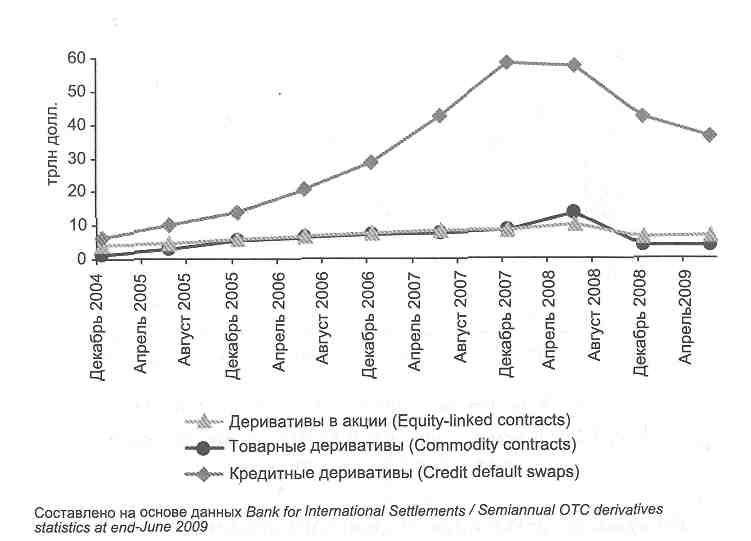 60
50
40
30
20
10
0
трлн долл.
Декабрь 2004
Апрель 2005
Август 2005
Декабрь 2005
Апрель 2006
Август 2006
Декабрь 2006
Апрель 2007
Август 2007
Декабрь 2007
Апрель 2008
Август 2008
Декабрь 2008
Апрель2009
Деривативы в акции (Equity-linked contracts)
Товарные деривативы (Commodity contracts)
Кредитные деривативы (Credit default swaps)
Составлено на основе данных Bank for International Settlements / Semiannual OTC derivatives
statistics at end-June 2009